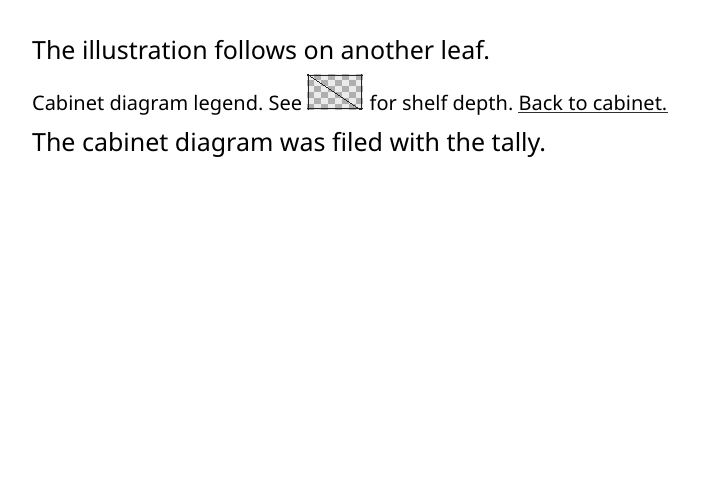 The illustration follows on another leaf.
Cabinet diagram legend. See for shelf depth. Back to cabinet.
The cabinet diagram was filed with the tally.